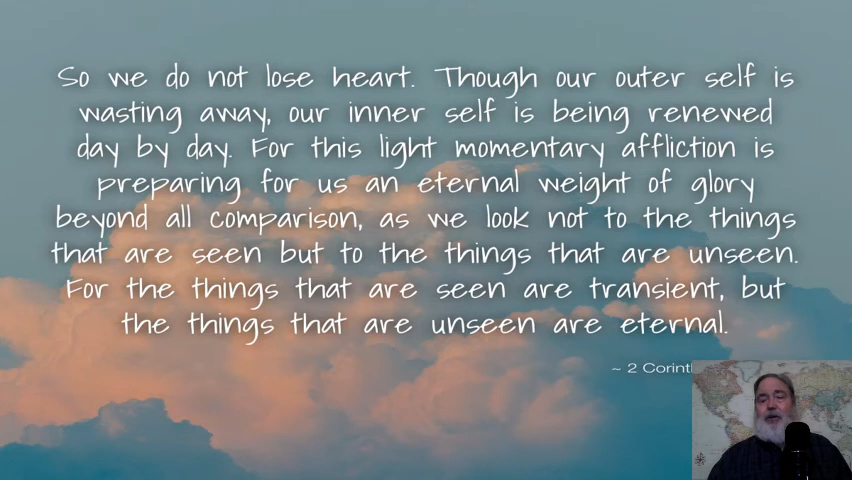 So we do not lose heart. Though our outer self is
wasting away, our inner self is being renewed
day by day. For this light momentary affliction is
preparing for us an eternal weight of glory
beyond all comparison, as we look not to the things
that are seen but to the things that are unseen.
For the things that are seen are transient, but
the things that are unseen are eternal.
~ 2